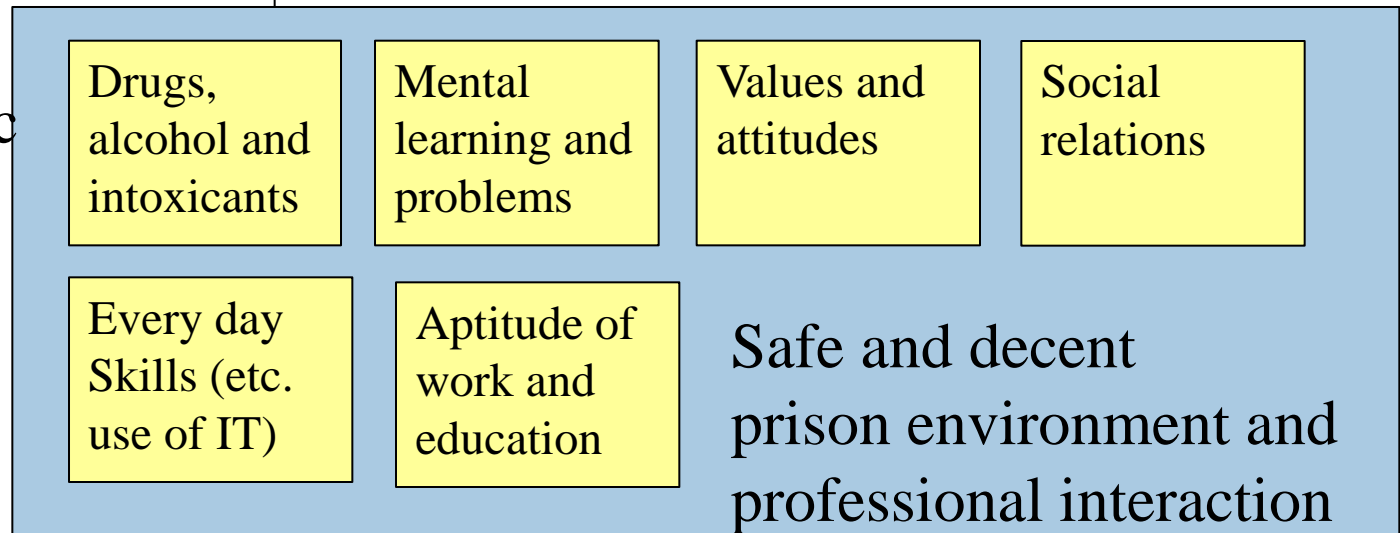 Drugs,
alcohol and
intoxicants
Mental
learning and
problems
Values and
attitudes
Social
relations
c
Every day
Skills (etc.
use of IT)
Aptitude of
work and
education
Safe and decent
prison environment and
professional interaction